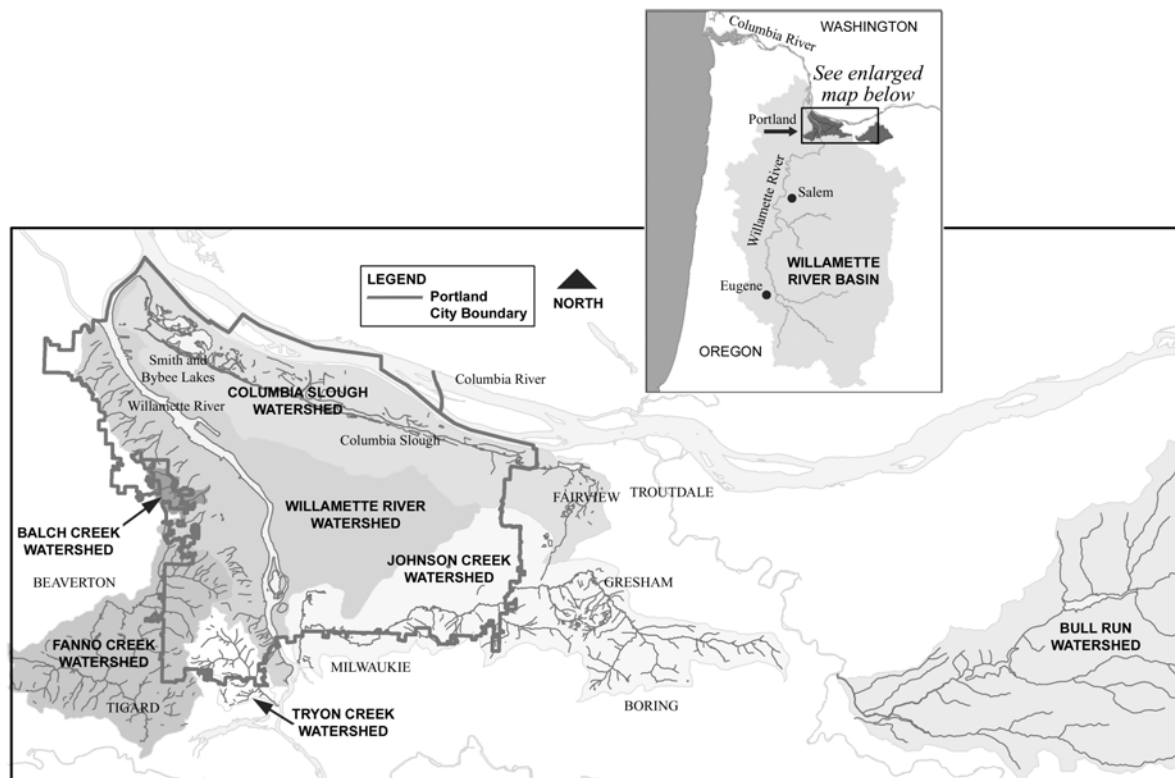 Columbia River
WASHINGTON
See enlarged
map below
Portland
Willamette River
Salem
WILLAMETTE
RIVER BASIN
Eugene
OREGON
LEGEND
Portland
City Boundary
NORTH
Smith and
Bybee Lakes
Columbia River
COLUMBIA SLOUGH
WATERSHED
Willamette River
Columbia Slough
FAIRVIEW
TROUTDALE
WILLAMETTE RIVER
WATERSHED
BALCH CREEK
WATERSHED
JOHNSON CREEK
WATERSHED
BEAVERTON
GRESHAM
BULL RUN
WATERSHED
FANNO CREEK
WATERSHED
MILWAUKIE
TIGARD
BORING
TRYON CREEK
WATERSHED